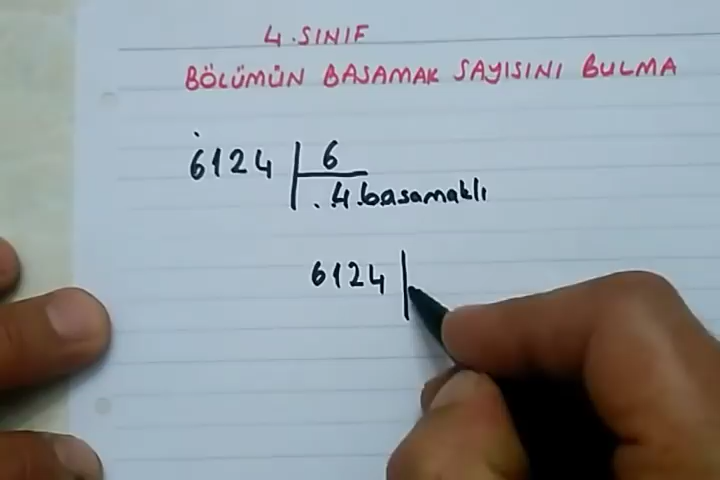 4.SINIF
BÖLÜMÜN BASAMAK SAYISINI BULMA
6124 6
.4.basamaklı
6124